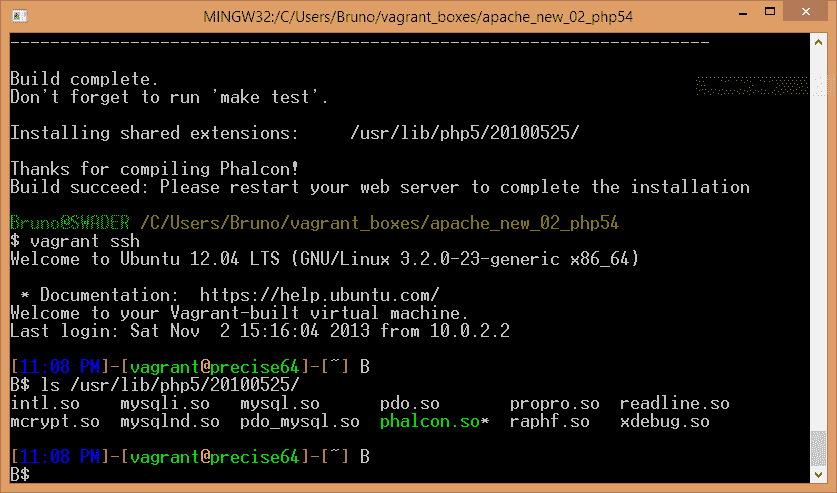 MINGW32:/C/Users/Bruno/vagrant_boxes/apache_new_02_php54
----------------------------------------------------------------------
Build complete.
Don't forget to run 'make test'.
Installing shared extensions:     /usr/lib/php5/20100525/
Thanks for compiling Phalcon!
Build succeed: Please restart your web server to complete the installation
Bruno@SWADER /C/Users/Bruno/vagrant_boxes/apache_new_02_php54
$ vagrant ssh
Welcome to Ubuntu 12.04 LTS (GNU/Linux 3.2.0-23-generic x86_64)
 * Documentation:  https://help.ubuntu.com/
Welcome to your Vagrant-built virtual machine.
Last login: Sat Nov  2 15:16:04 2013 from 10.0.2.2
[11:08 PM]-[vagrant@precise64]-[~] B
B$ ls /usr/lib/php5/20100525/
intl.so    mysqli.so   mysql.so      pdo.so       propro.so  readline.so
mcrypt.so  mysqlnd.so  pdo_mysql.so  phalcon.so*  raphf.so   xdebug.so
[11:08 PM]-[vagrant@precise64]-[~] B
B$